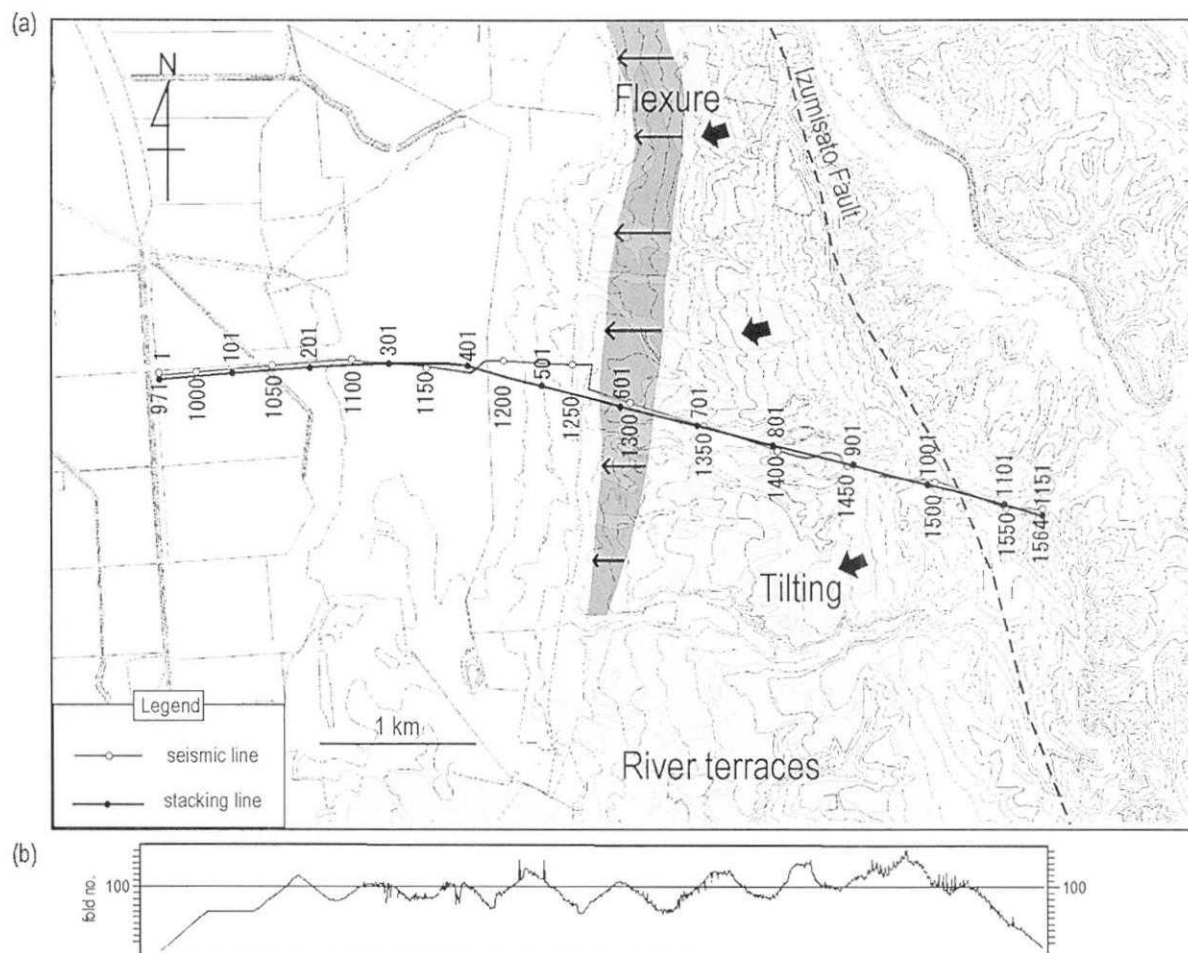 (a)
N
Flexure
Izumisato Fault
1
101
201
301
401
501
601
701
801
901
1001
1101
1151
971
1000
1050
1100
1150
1200
1250
1300
1350
1400
1450
1500
1550
1564
Tilting
River terraces
1 km
Legend
seismic line
stacking line
(b)
fold no.
100
100